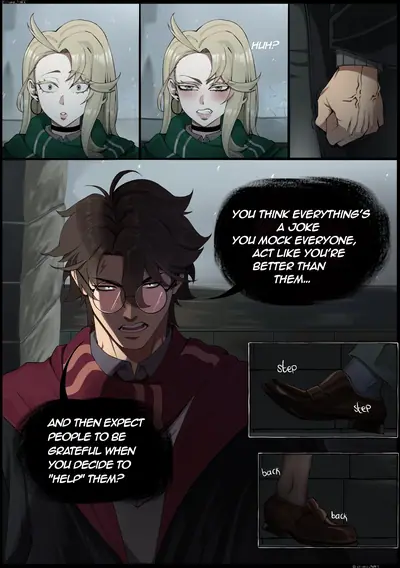 HUH?
YOU THINK EVERYTHING'S
A JOKE
YOU MOCK EVERYONE,
ACT LIKE YOU'RE
BETTER THAN
THEM...
step
step
AND THEN EXPECT
PEOPLE TO BE
GRATEFUL WHEN
YOU DECIDE TO
"HELP" THEM?
back
back